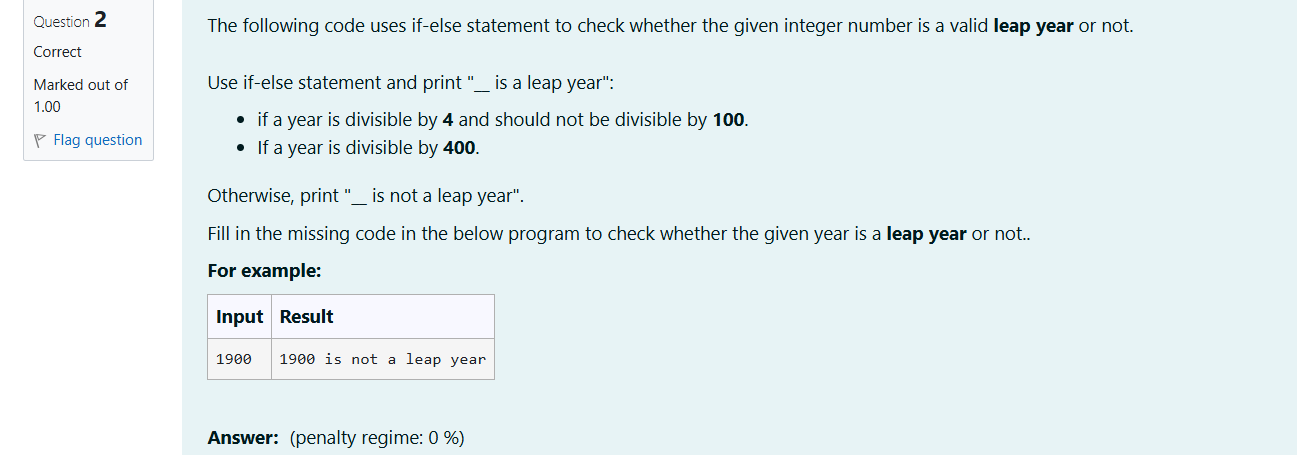 Question 2
Correct
Marked out of
1.00
Flag question
The following code uses if-else statement to check whether the given integer number is a valid leap year or not.
Use if-else statement and print "__ is a leap year":
• if a year is divisible by 4 and should not be divisible by 100.
• If a year is divisible by 400.
Otherwise, print "__ is not a leap year".
Fill in the missing code in the below program to check whether the given year is a leap year or not..
For example:
Input Result
1900 1900 is not a leap year
Answer: (penalty regime: 0 %)